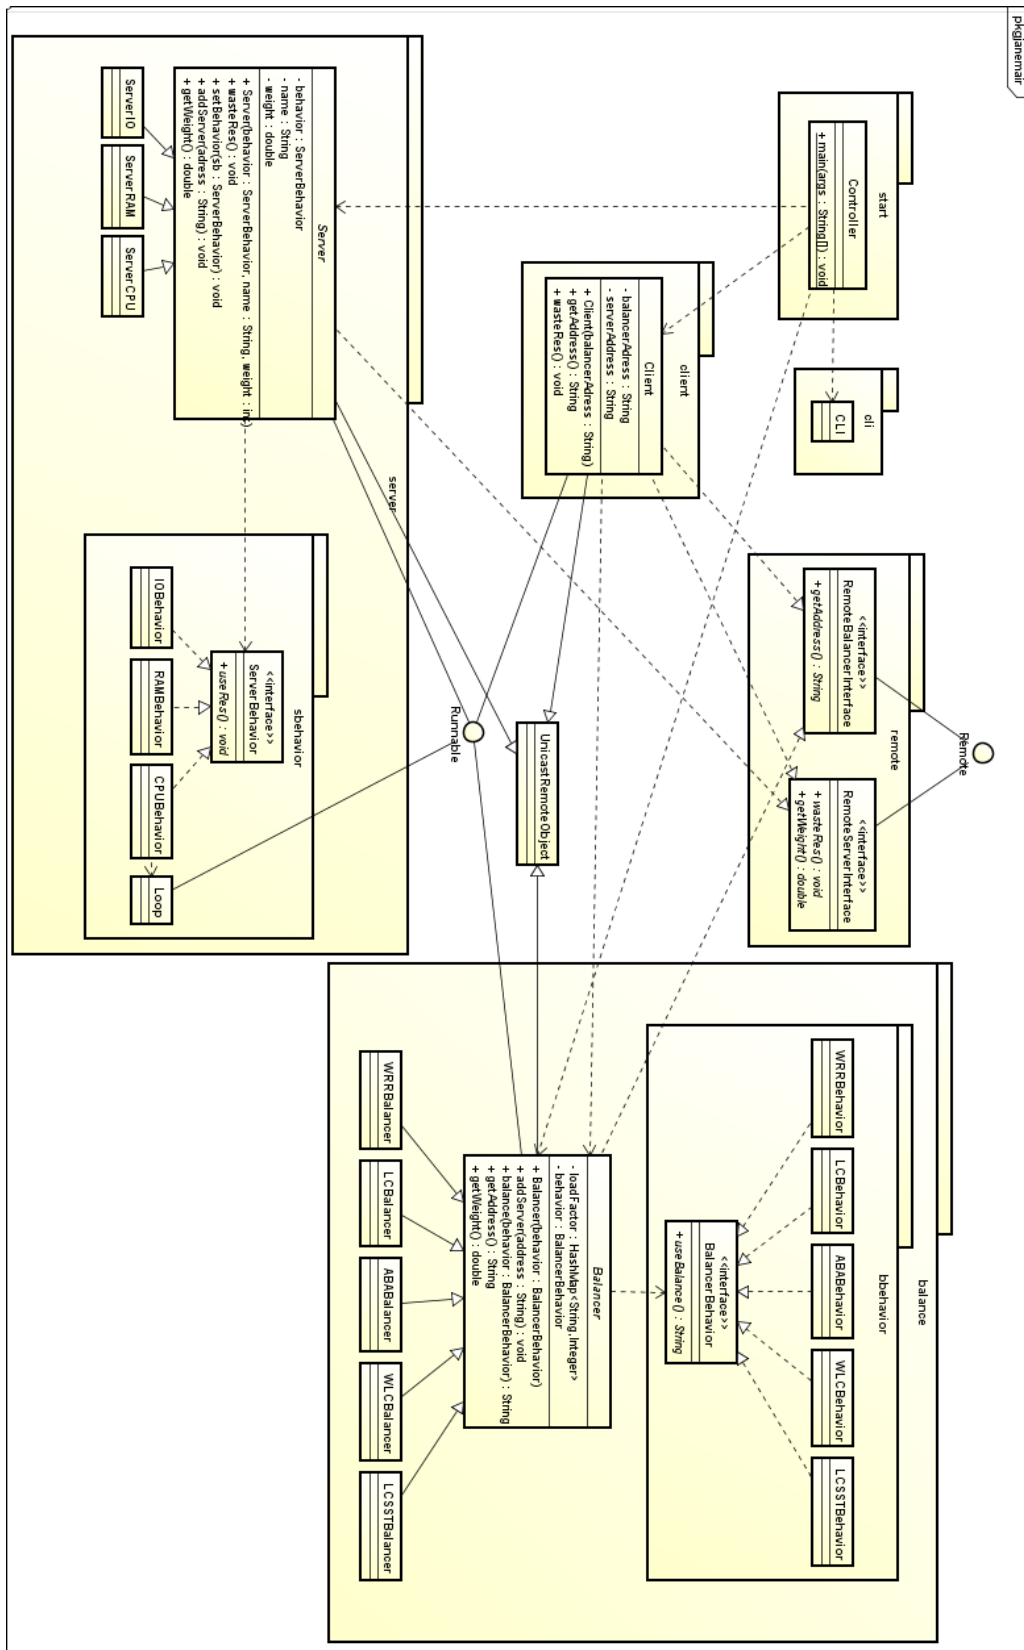 pkg janemair
start
Controller
+ main(args : String[]) : void
cli
CLI
Remote
remote
<<interface>>
RemoteBalancerInterface
+ getAddress() : String
<<interface>>
RemoteServerInterface
+ wasteRes() : void
+ getWeight() : double
client
Client
- balancerAdress : String
- serverAddress : String
+ Client(balancerAdress : String)
+ getAddress() : String
+ wasteRes() : void
server
Server
- behavior : ServerBehavior
- name : String
- weight : double
+ Server(behavior : ServerBehavior, name : String, weight : int)
+ wasteRes() : void
+ setBehavior(sb : ServerBehavior) : void
+ addServer(adress : String) : void
+ getWeight() : double
ServerIO
ServerRAM
ServerCPU
sbehavior
<<interface>>
ServerBehavior
+ useRes() : void
IOBehavior
RAMBehavior
CPUBehavior
Loop
Runnable
UnicastRemoteObject
balance
bbehavior
WRRBehavior
LCBehavior
ABABehavior
WLCBehavior
LCSSTBehavior
<<interface>>
BalancerBehavior
+ useBalance() : String
Balancer
- loadFactor : HashMap<String,Integer>
- behavior : BalancerBehavior
+ Balancer(behavior : BalancerBehavior)
+ addServer(address : String) : void
+ balance(behavior : BalancerBehavior) : String
+ getAddress() : String
+ getWeight() : double
WRRBalancer
LCBalancer
ABABalancer
WLCBalancer
LCSSTBalancer